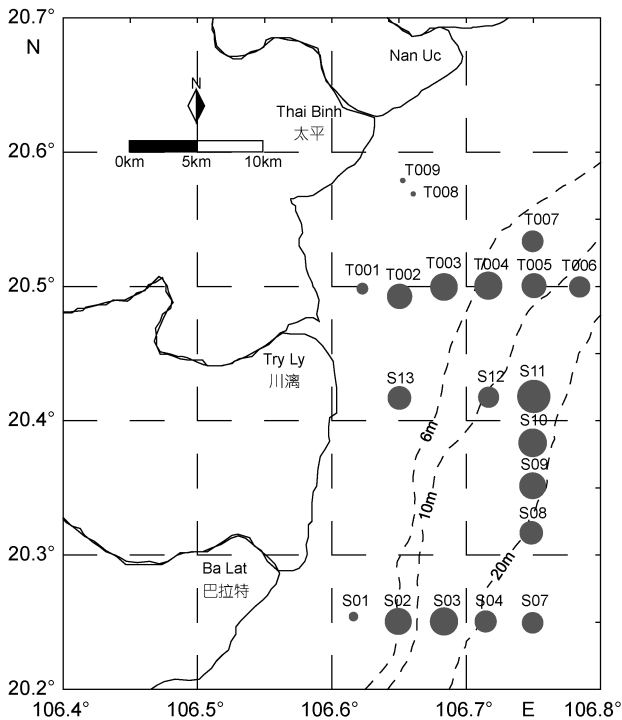 20.7°
N
Nan Uc
N
Thai Binh
太平
20.6°
0km 5km 10km
T009
T008
T007
T001 T002 T003 T004 T005 T006
20.5°
Try Ly
川漓
S13 S12 S11
20.4°
6m
S10
S09
10m
S08
20.3°
20m
Ba Lat
巴拉特
S01 S02 S03 S04 S07
20.2°
106.4° 106.5° 106.6° 106.7° E 106.8°